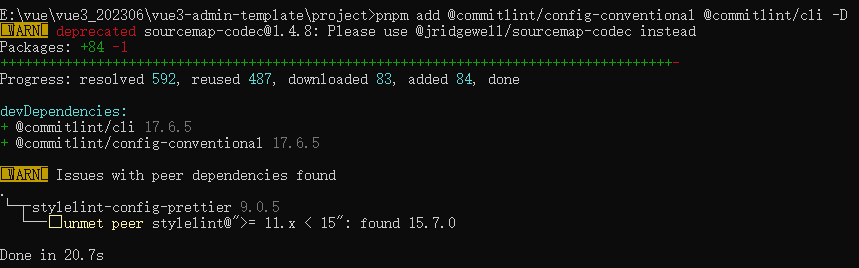 E:\vue\vue3_202306\vue3-admin-template\project>pnpm add @commitlint/config-conventional @commitlint/cli -D
WARN deprecated sourcemap-codec@1.4.8: Please use @jridgewell/sourcemap-codec instead
Packages: +84 -1
++++++++++++++++++++++++++++++++++++++++++++++++++++++++++++++++++++++++++++++++++++-
Progress: resolved 592, reused 487, downloaded 83, added 84, done
devDependencies:
+ @commitlint/cli 17.6.5
+ @commitlint/config-conventional 17.6.5
WARN Issues with peer dependencies found
.
└─┬ stylelint-config-prettier 9.0.5
└── □unmet peer stylelint@">= 11.x < 15": found 15.7.0
Done in 20.7s